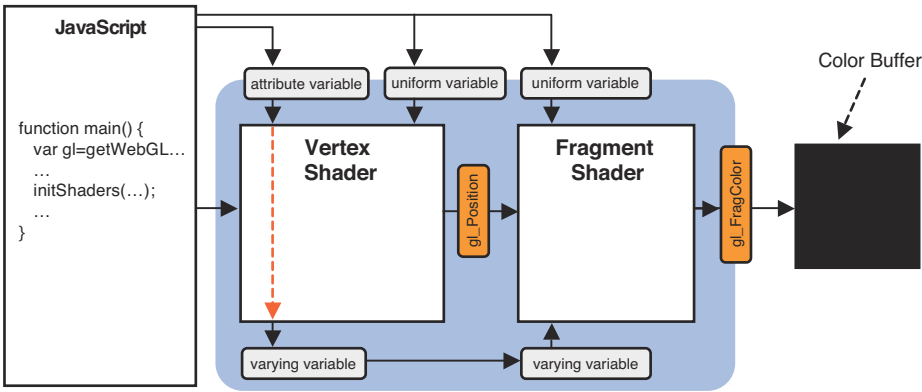 JavaScript
function main() {
var gl=getWebGL…
…
initShaders(…);
…
}
attribute variable
uniform variable
uniform variable
Vertex
Shader
gl_Position
Fragment
Shader
gl_FragColor
Color Buffer
varying variable
varying variable